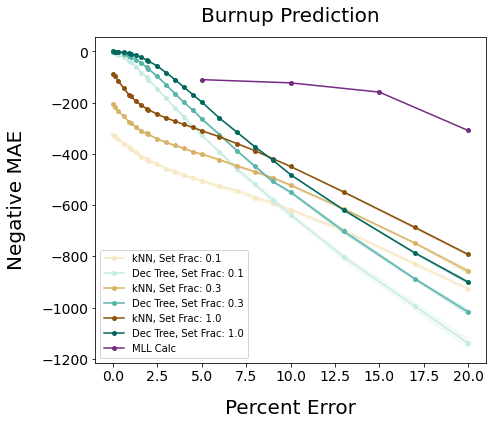 Burnup Prediction
Negative MAE
0
−200
−400
−600
−800
−1000
−1200
kNN, Set Frac: 0.1
Dec Tree, Set Frac: 0.1
kNN, Set Frac: 0.3
Dec Tree, Set Frac: 0.3
kNN, Set Frac: 1.0
Dec Tree, Set Frac: 1.0
MLL Calc
0.0 2.5 5.0 7.5 10.0 12.5 15.0 17.5 20.0
Percent Error